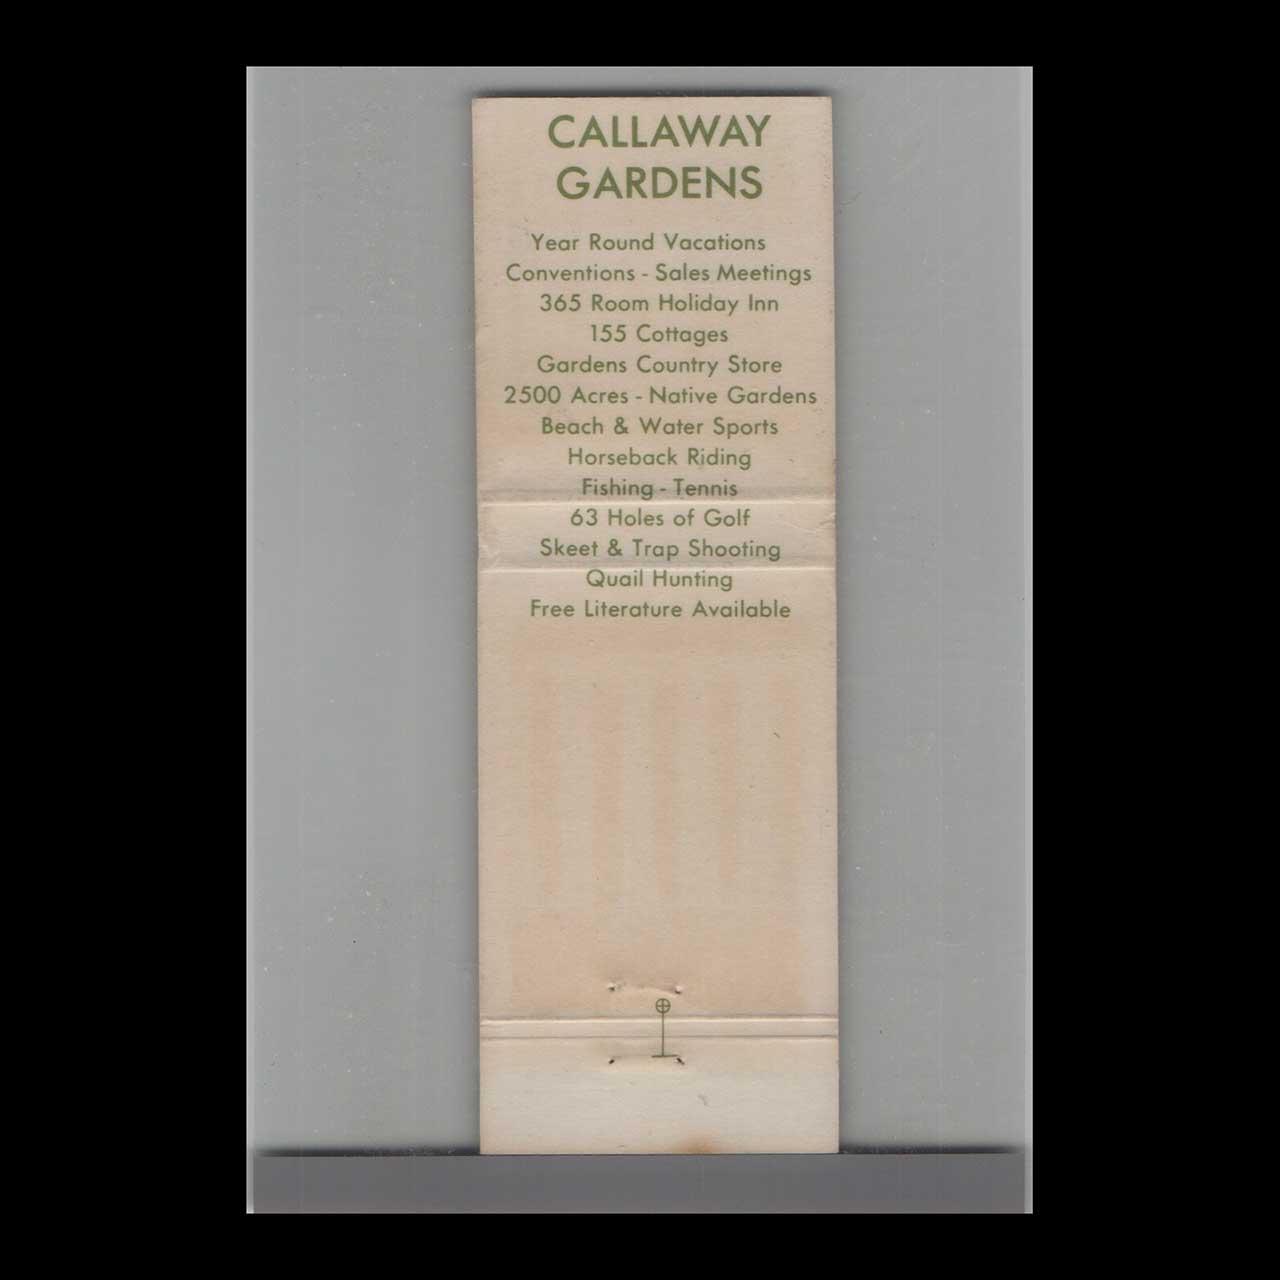 CALLAWAY
GARDENS
Year Round Vacations
Conventions - Sales Meetings
365 Room Holiday Inn
155 Cottages
Gardens Country Store
2500 Acres - Native Gardens
Beach & Water Sports
Horseback Riding
Fishing - Tennis
63 Holes of Golf
Skeet & Trap Shooting
Quail Hunting
Free Literature Available